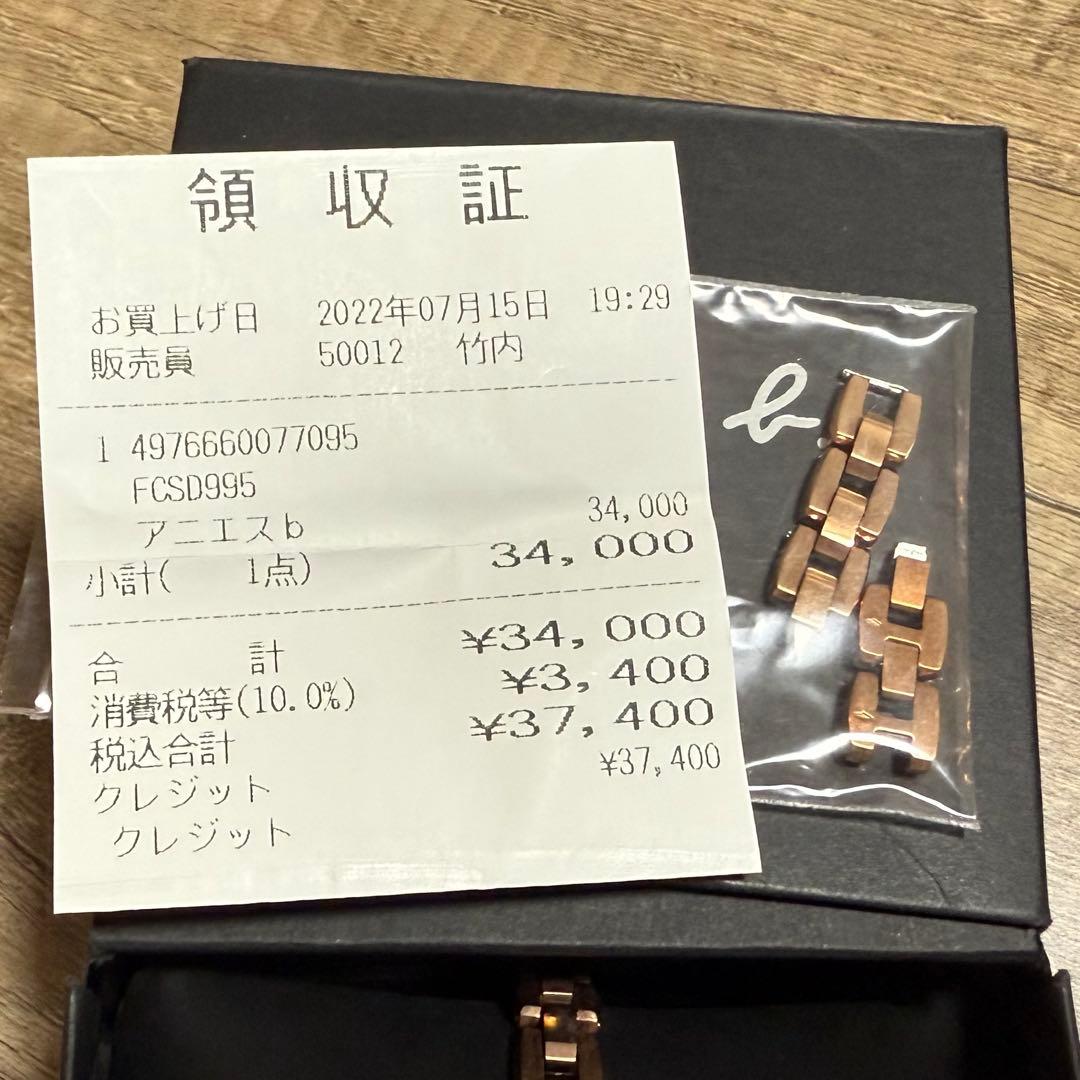 領収証
お買上げ日 2022年07月15日 19:29
販売員 50012 竹内
1 4976660077095
FCSD995
アニエスb 34,000
小計( 1点) 34,000
合計 ¥34,000
消費税等(10.0%) ¥3,400
税込合計 ¥37,400
クレジット ¥37,400
クレジット
b.